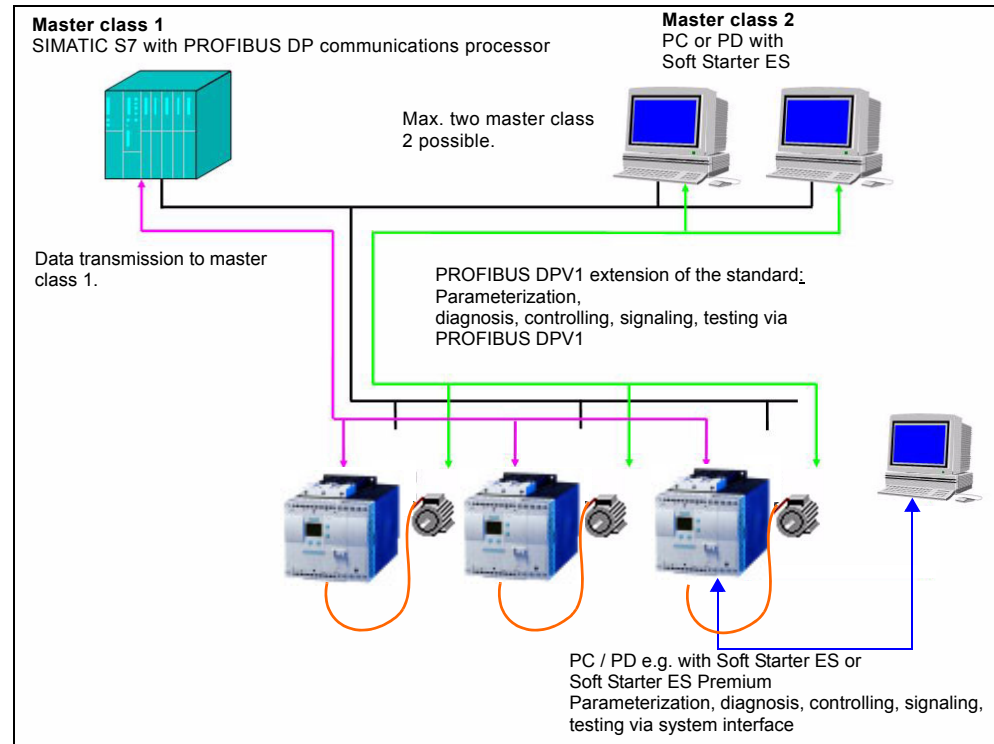 Master class 1
SIMATIC S7 with PROFIBUS DP communications processor
Master class 2
PC or PD with
Soft Starter ES
Max. two master class
2 possible.
Data transmission to master
class 1.
PROFIBUS DPV1 extension of the standard:
Parameterization,
diagnosis, controlling, signaling, testing via
PROFIBUS DPV1
PC / PD e.g. with Soft Starter ES or
Soft Starter ES Premium
Parameterization, diagnosis, controlling, signaling,
testing via system interface